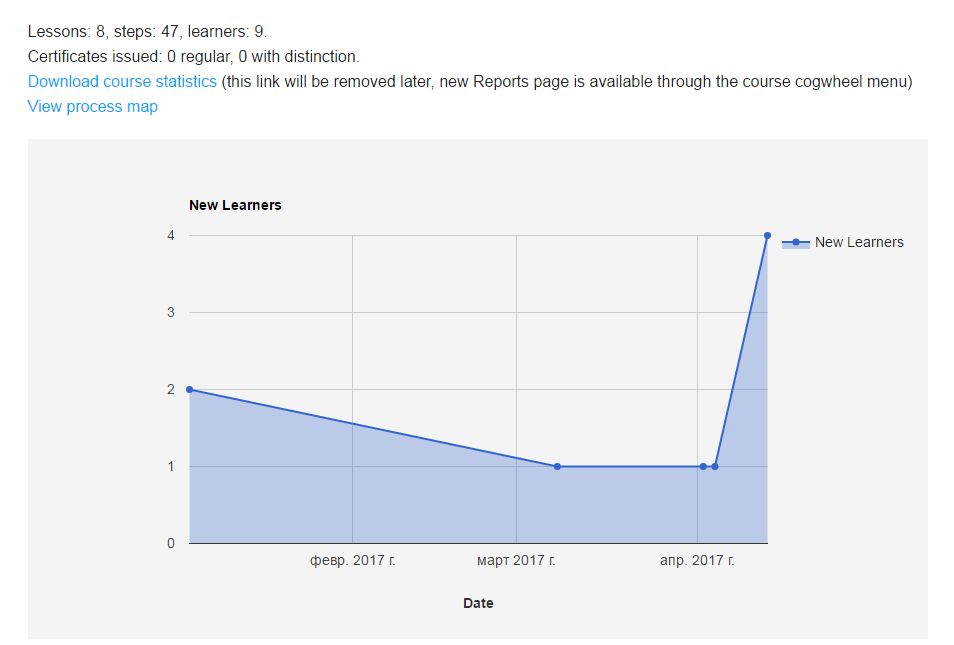 Lessons: 8, steps: 47, learners: 9.
Certificates issued: 0 regular, 0 with distinction.
Download course statistics (this link will be removed later, new Reports page is available through the course cogwheel menu)
View process map
New Learners
4
New Learners
3
2
1
0
февр. 2017 г.
март 2017 г.
апр. 2017 г.
Date